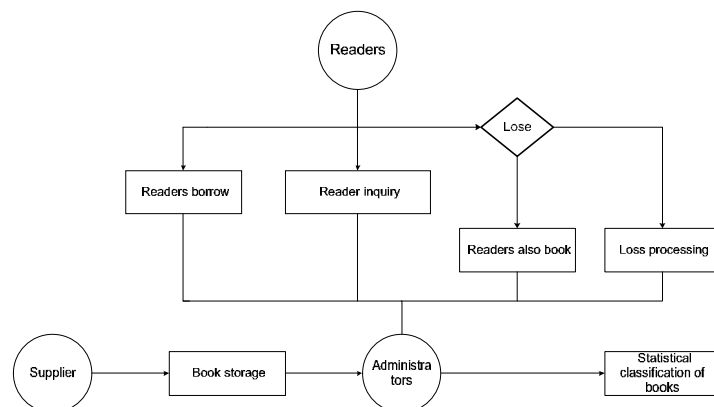 Readers
Lose
Readers borrow
Reader inquiry
Readers also book
Loss processing
Supplier
Book storage
Administra
tors
Statistical
classification of
books